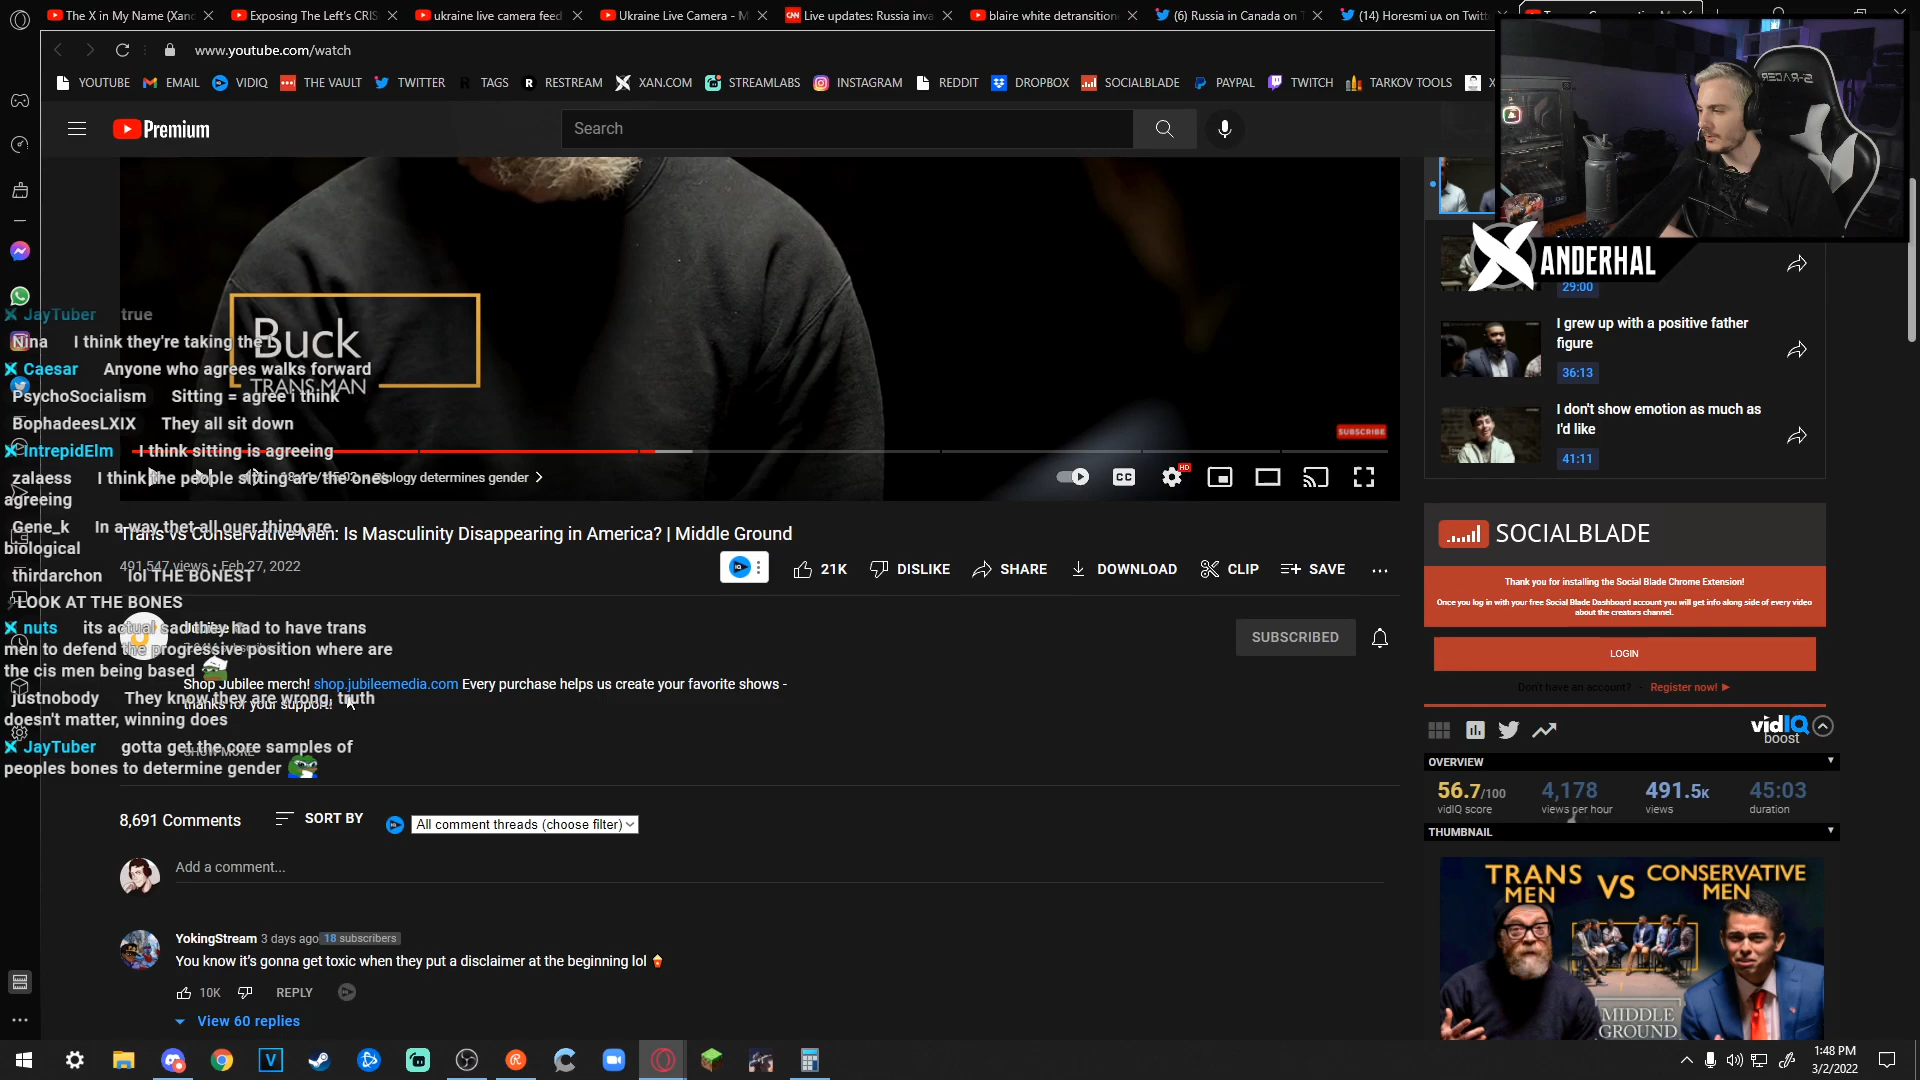 The X in My Name (Xan
Exposing The Left's CRIS
ukraine live camera feed
Ukraine Live Camera - M
Live updates: Russia inva
blaire white detransition
(6) Russia in Canada on T
(14) Horesmi UA on Twitt
www.youtube.com/watch
YOUTUBE
EMAIL
VIDIQ
THE VAULT
TWITTER
TAGS
RESTREAM
XAN.COM
STREAMLABS
INSTAGRAM
REDDIT
DROPBOX
SOCIALBLADE
PAYPAL
TWITCH
TARKOV TOOLS
X
Premium
Search
ANDERHAL
29:00
I grew up with a positive father
figure
36:13
I don't show emotion as much as
I'd like
41:11
Buck
TRANS MAN
SUBSCRIBE
Biology determines gender
CC
HD
JayTuber true
Nina I think they're taking the L
Caesar Anyone who agrees walks forward
PsychoSocialism Sitting = agree i think
BophadeesLXIX They all sit down
IntrepidElm I think sitting is agreeing
zalaess I think the people sitting are the ones
agreeing
Gene_k In a way thet all ouer thing are
biological
thirdarchon lol THE BONEST
LOOK AT THE BONES
nuts its actual sad they had to have trans
men to defend the progressive position where are
the cis men being based
justnobody They know they are wrong, truth
doesn't matter, winning does
JayTuber gotta get the core samples of
peoples bones to determine gender
Trans vs Conservative Men: Is Masculinity Disappearing in America? | Middle Ground
491,547 views • Feb 27, 2022
21K
DISLIKE
SHARE
DOWNLOAD
CLIP
SAVE
Jubilee
SUBSCRIBED
Shop Jubilee merch! shop.jubileemedia.com Every purchase helps us create your favorite shows -
thanks for your support!
SHOW MORE
8,691 Comments
SORT BY
All comment threads (choose filter)
Add a comment...
YokingStream 3 days ago 18 subscribers
You know it's gonna get toxic when they put a disclaimer at the beginning lol
10K
REPLY
View 60 replies
SOCIALBLADE
Thank you for installing the Social Blade Chrome Extension!
Once you log in with your free Social Blade Dashboard account you will get info along side of every video
about the creators channel.
LOGIN
Don't have an account? - Register now! ▶
vidIQ
boost
OVERVIEW
56.7/100
vidIQ score
4,178
views per hour
491.5K
views
45:03
duration
THUMBNAIL
TRANS
MEN
VS
CONSERVATIVE
MEN
MIDDLE
GROUND
1:48 PM
3/2/2022